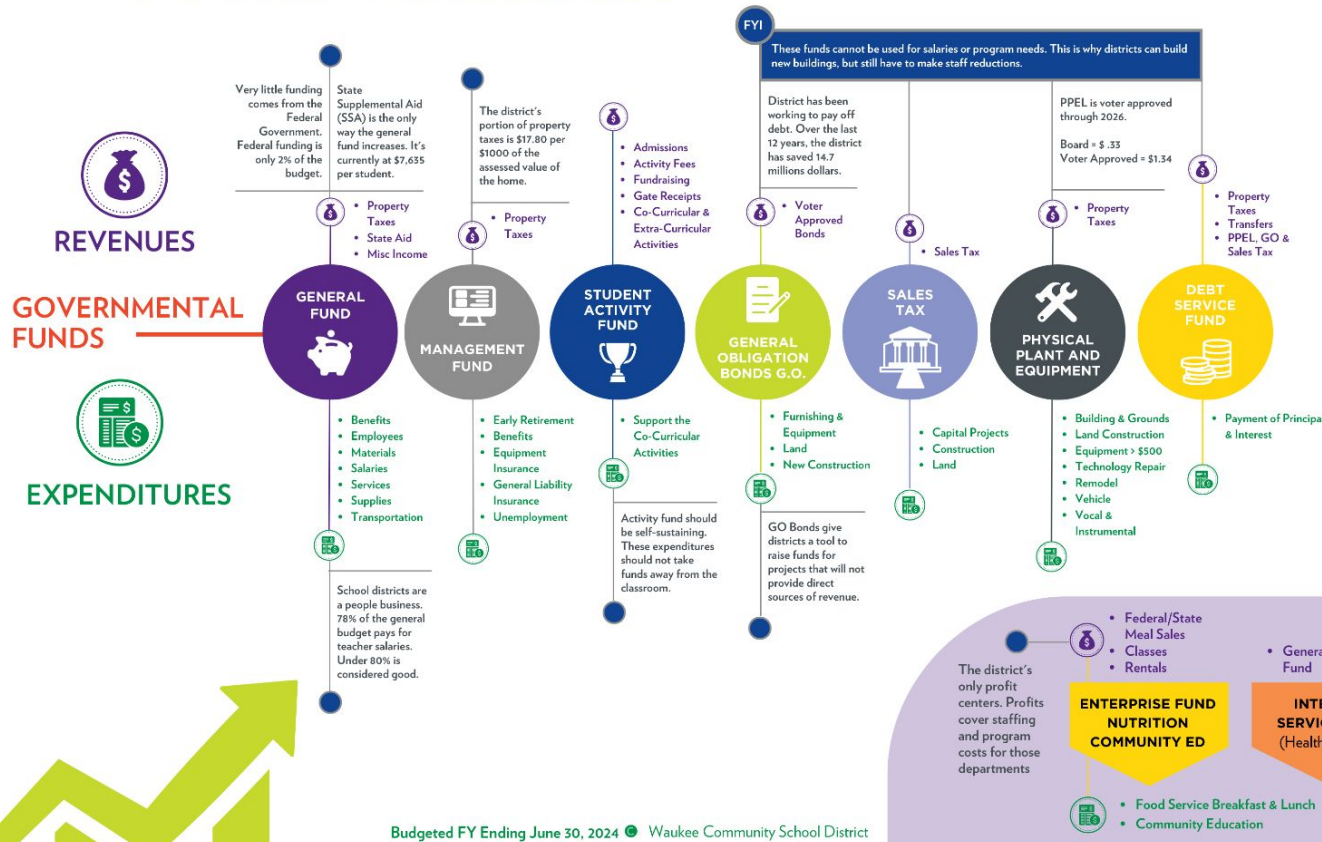 FYI
These funds cannot be used for salaries or program needs. This is why districts can build
new buildings, but still have to make staff reductions.
Very little funding
comes from the
Federal
Government.
Federal funding is
only 2% of the
budget.
State
Supplemental Aid
(SSA) is the only
way the general
fund increases. It's
currently at $7,635
per student.
The district's
portion of property
taxes is $17.80 per
$1000 of the
assessed value of
the home.
District has been
working to pay off
debt. Over the last
12 years, the district
has saved 14.7
millions dollars.
PPEL is voter approved
through 2026.
Board = $ .33
Voter Approved = $1.34
REVENUES
• Property
Taxes
• State Aid
• Misc Income
• Property
Taxes
• Admissions
• Activity Fees
• Fundraising
• Gate Receipts
• Co-Curricular &
Extra-Curricular
Activities
• Voter
Approved
Bonds
• Sales Tax
• Property
Taxes
• Property
Taxes
• Transfers
• PPEL, GO &
Sales Tax
GOVERNMENTAL
FUNDS
GENERAL
FUND
MANAGEMENT
FUND
STUDENT
ACTIVITY
FUND
GENERAL
OBLIGATION
BONDS G.O.
SALES
TAX
PHYSICAL
PLANT AND
EQUIPMENT
DEBT
SERVICE
FUND
EXPENDITURES
• Benefits
• Employees
• Materials
• Salaries
• Services
• Supplies
• Transportation
• Early Retirement
• Benefits
• Equipment
Insurance
• General Liability
Insurance
• Unemployment
• Support the
Co-Curricular
Activities
• Furnishing &
Equipment
• Land
• New Construction
• Capital Projects
• Construction
• Land
• Building & Grounds
• Land Construction
• Equipment > $500
• Technology Repair
• Remodel
• Vehicle
• Vocal &
Instrumental
• Payment of Principa
& Interest
School districts are
a people business.
78% of the general
budget pays for
teacher salaries.
Under 80% is
considered good.
Activity fund should
be self-sustaining.
These expenditures
should not take
funds away from the
classroom.
GO Bonds give
districts a tool to
raise funds for
projects that will not
provide direct
sources of revenue.
The district's
only profit
centers. Profits
cover staffing
and program
costs for those
departments
• Federal/State
Meal Sales
• Classes
• Rentals
ENTERPRISE FUND
NUTRITION
COMMUNITY ED
• Food Service Breakfast & Lunch
• Community Education
• Genera
Fund
INT
SERVI
(Health
Budgeted FY Ending June 30, 2024 Waukee Community School District